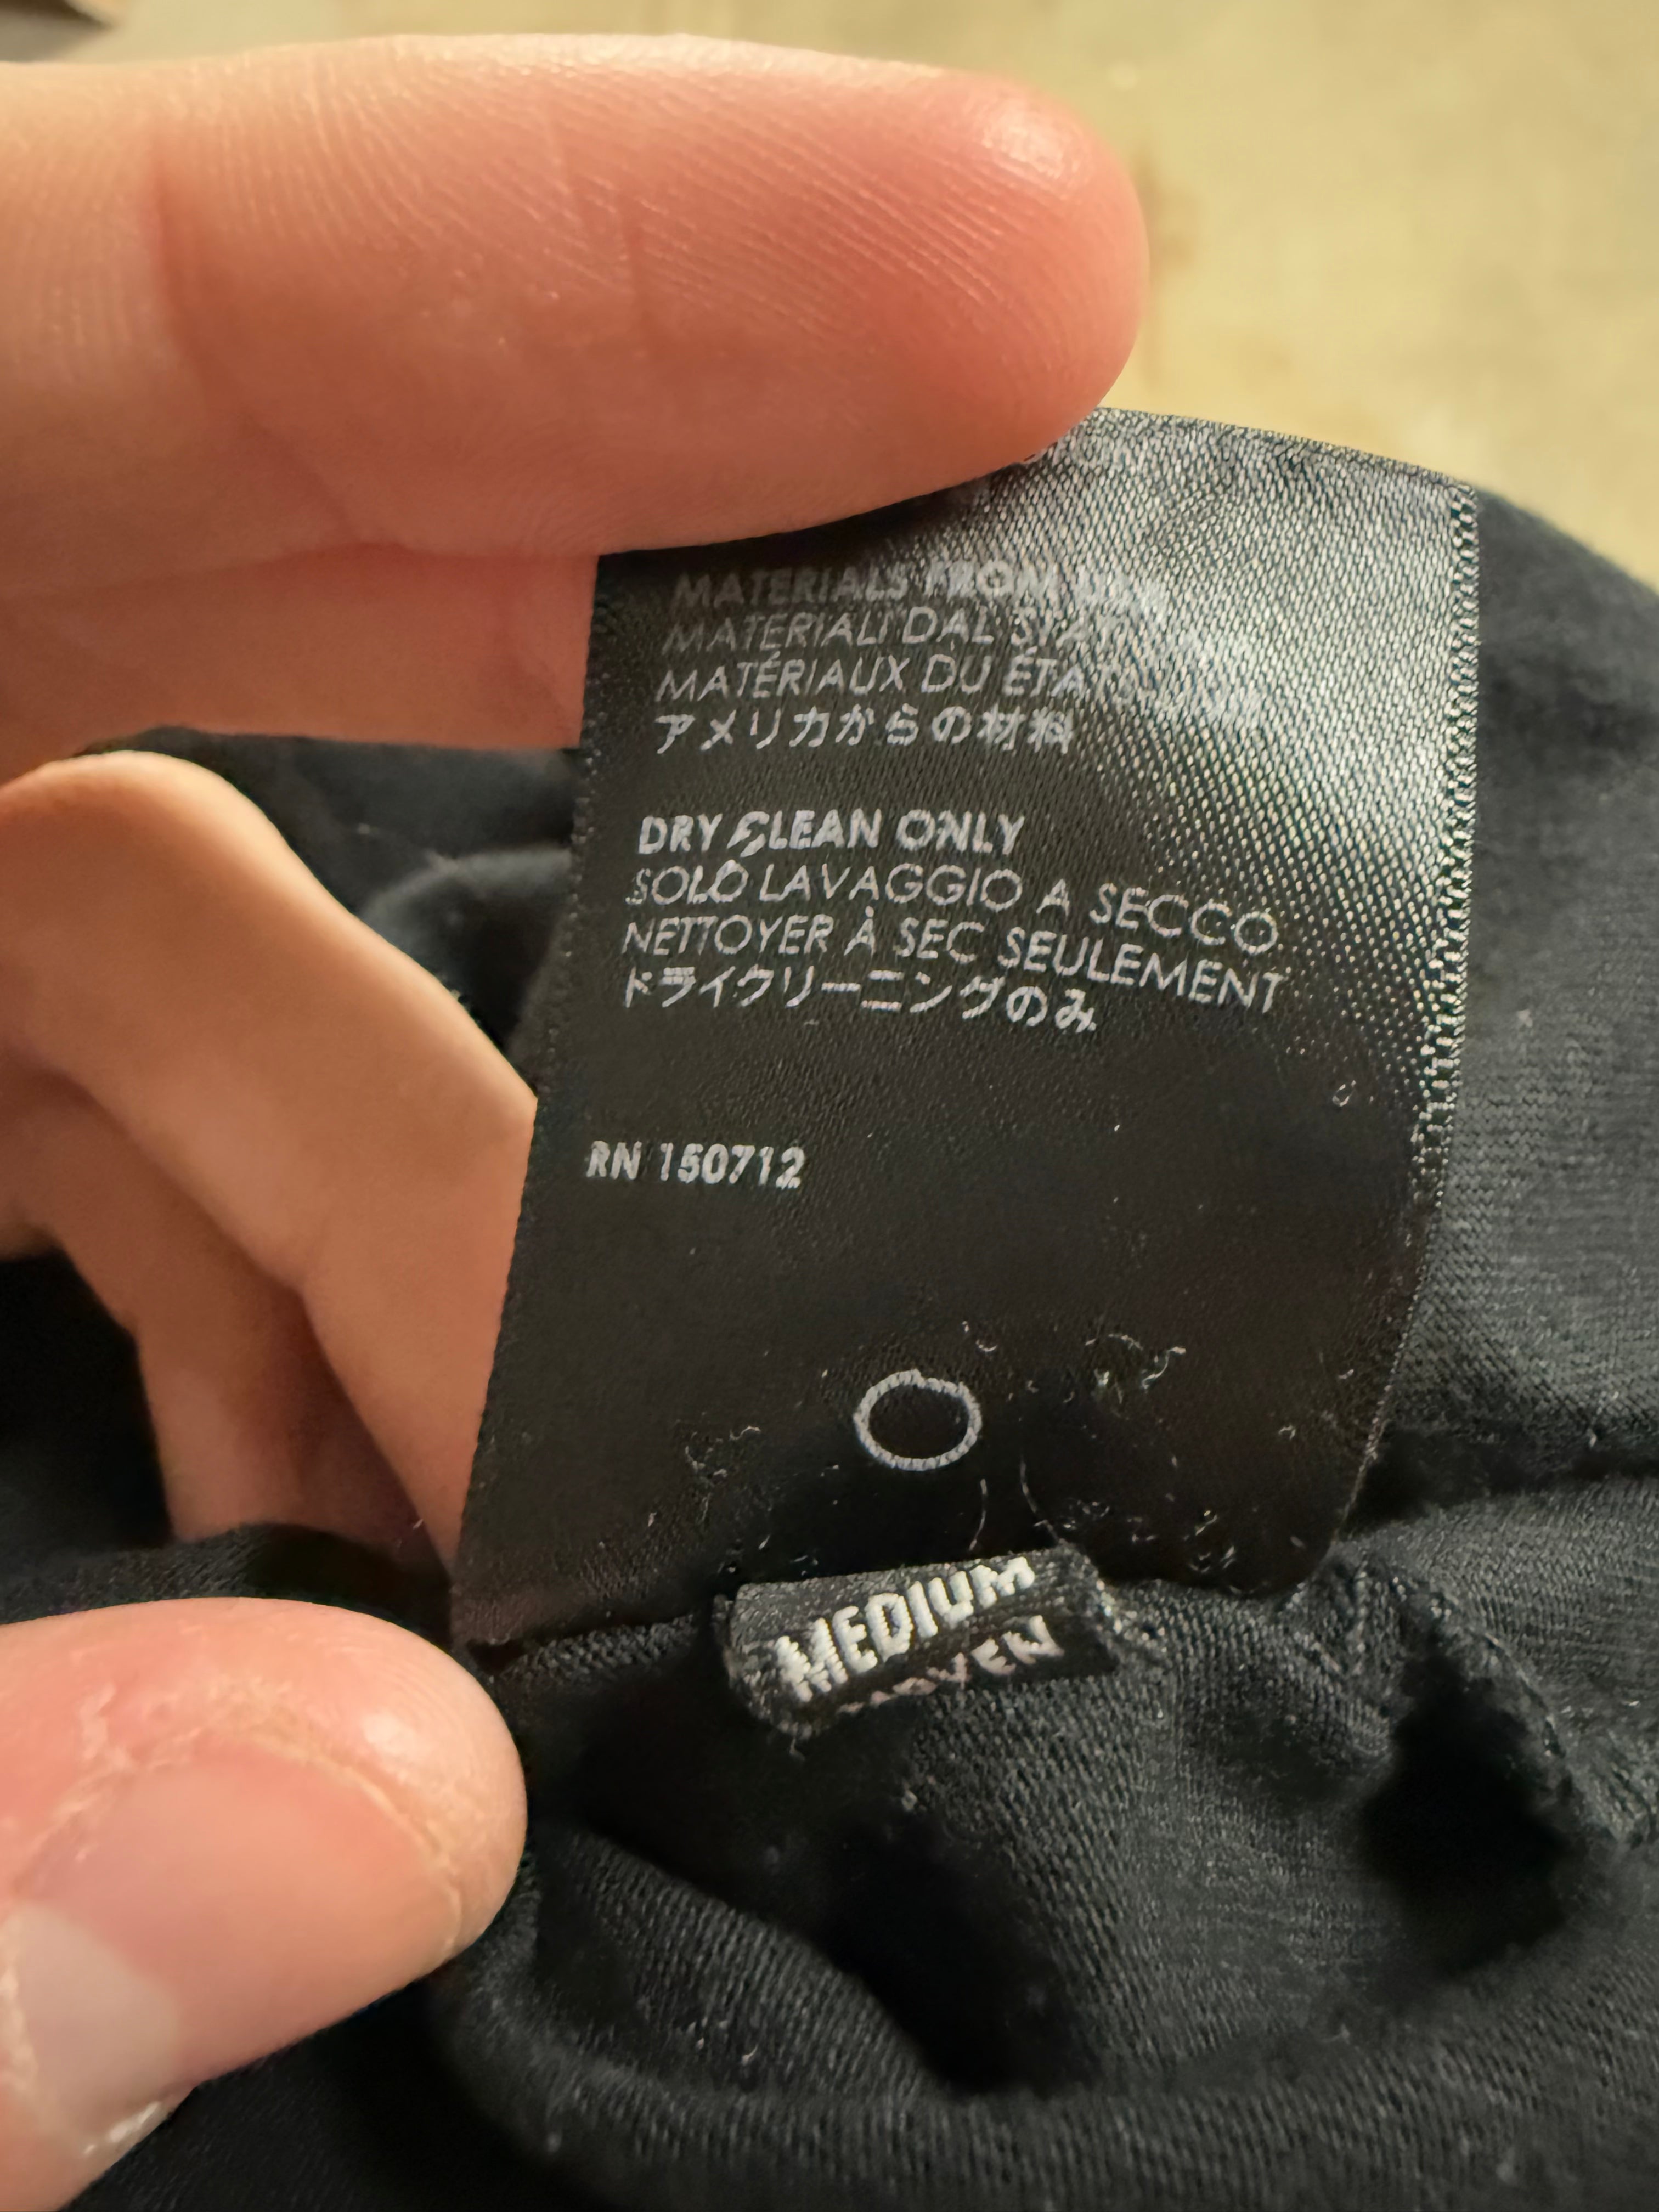 MATERIALS FROM
MATERIALI DAL STATI
MATÉRIAUX DU ÉTATS
アメリカからの材料
DRY CLEAN ONLY
SOLO LAVAGGIO A SECCO
NETTOYER À SEC SEULEMENT
ドライクリーニングのみ
RN 150712
MEDIUM